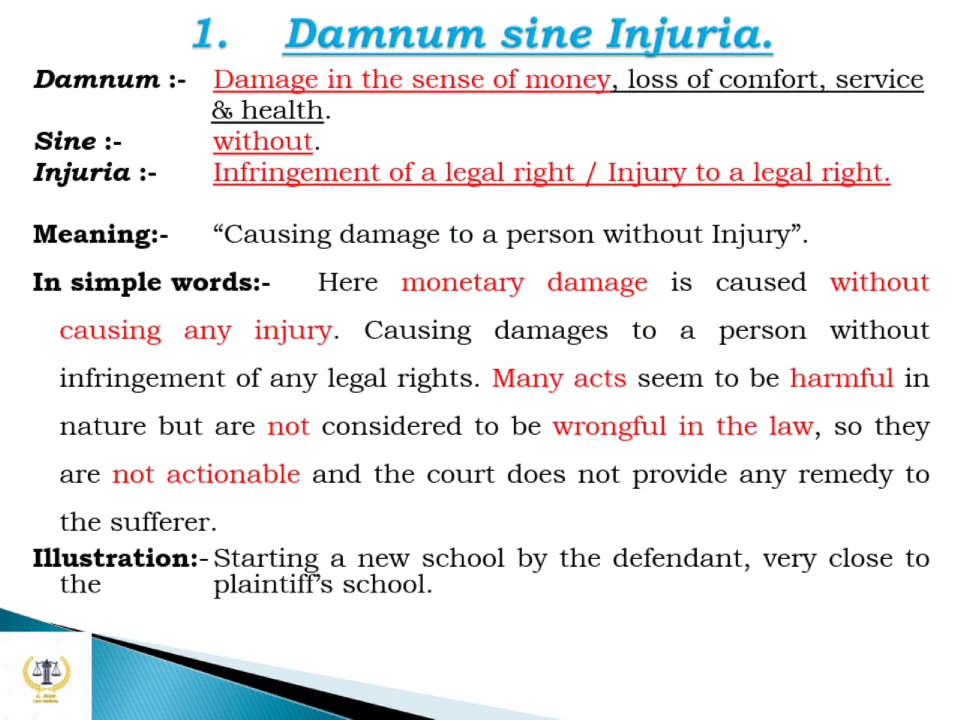 1. Damnum sine Injuria.
Damnum :- Damage in the sense of money, loss of comfort, service
& health.
Sine :- without.
Injuria :- Infringement of a legal right / Injury to a legal right.
Meaning:- “Causing damage to a person without Injury”.
In simple words:- Here monetary damage is caused without
causing any injury. Causing damages to a person without
infringement of any legal rights. Many acts seem to be harmful in
nature but are not considered to be wrongful in the law, so they
are not actionable and the court does not provide any remedy to
the sufferer.
Illustration:- Starting a new school by the defendant, very close to
the plaintiff’s school.